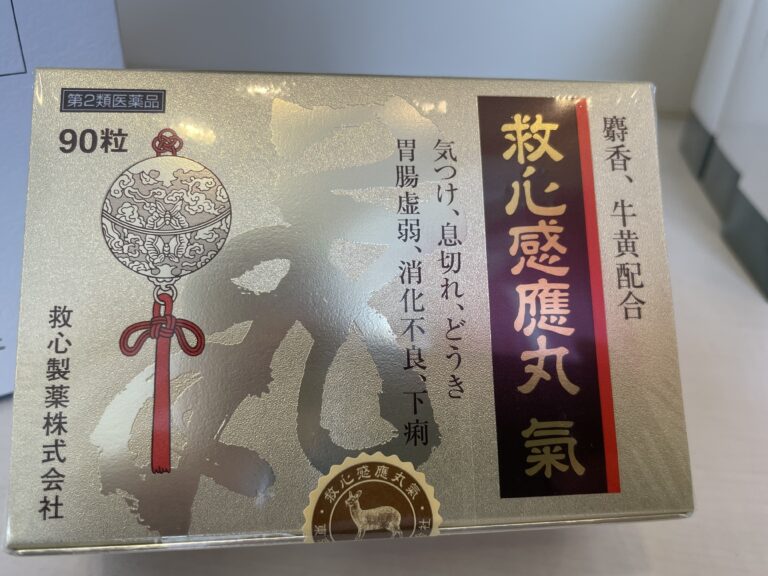 第2類医薬品
90粒
麝香、牛黄配合
救心感應丸 氣
気つけ、息切れ、どうき
胃腸虚弱、消化不良、下痢
救心製薬株式会社
救心感應丸氣